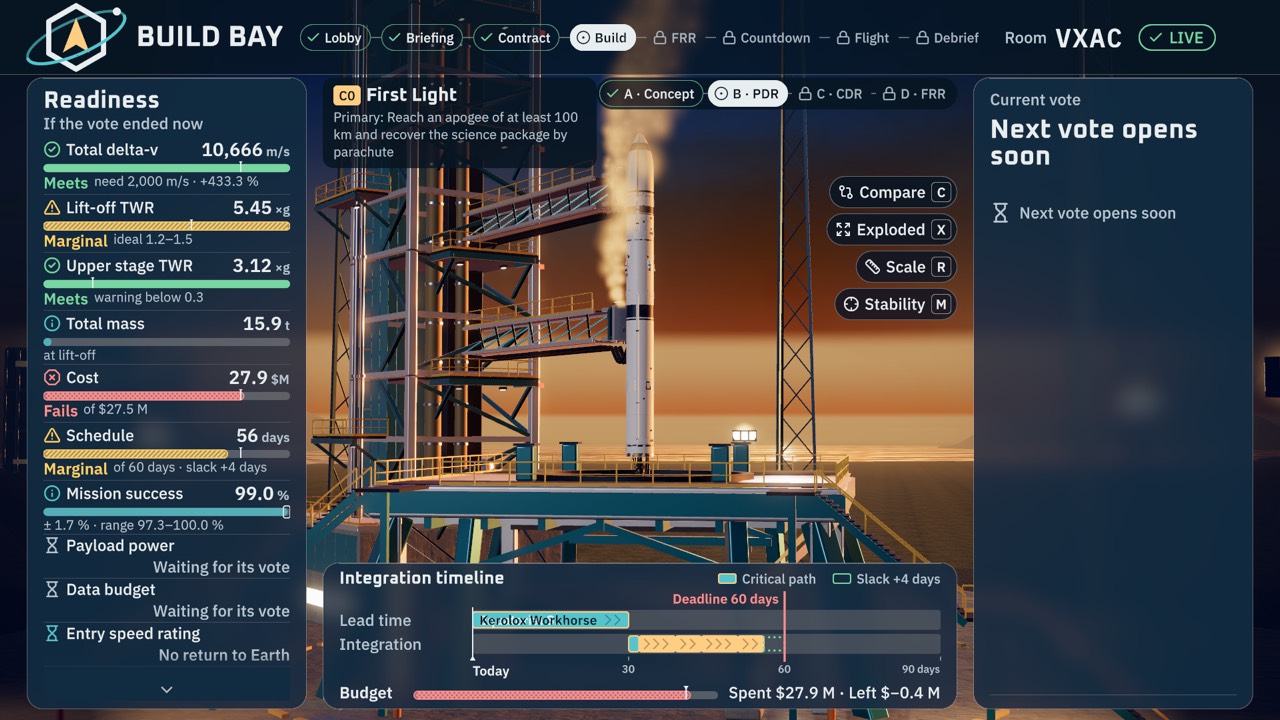 BUILD BAY
Lobby
Briefing
Contract
Build
FRR
Countdown
Flight
Debrief
Room VXAC
LIVE
Readiness
If the vote ended now
Total delta-v 10,666 m/s
Meets need 2,000 m/s · +433.3 %
Lift-off TWR 5.45 ×g
Marginal ideal 1.2–1.5
Upper stage TWR 3.12 ×g
Meets warning below 0.3
Total mass 15.9 t
at lift-off
Cost 27.9 $M
Fails of $27.5 M
Schedule 56 days
Marginal of 60 days · slack +4 days
Mission success 99.0 %
± 1.7 % · range 97.3–100.0 %
Payload power
Waiting for its vote
Data budget
Waiting for its vote
Entry speed rating
No return to Earth
C0 First Light
Primary: Reach an apogee of at least 100
km and recover the science package by
parachute
A · Concept
B · PDR
C · CDR
D · FRR
Compare C
Exploded X
Scale R
Stability M
Integration timeline
Critical path
Slack +4 days
Deadline 60 days
Lead time
Kerolox Workhorse
Integration
Today
30
60
90 days
Budget
Spent $27.9 M · Left $−0.4 M
Current vote
Next vote opens
soon
Next vote opens soon